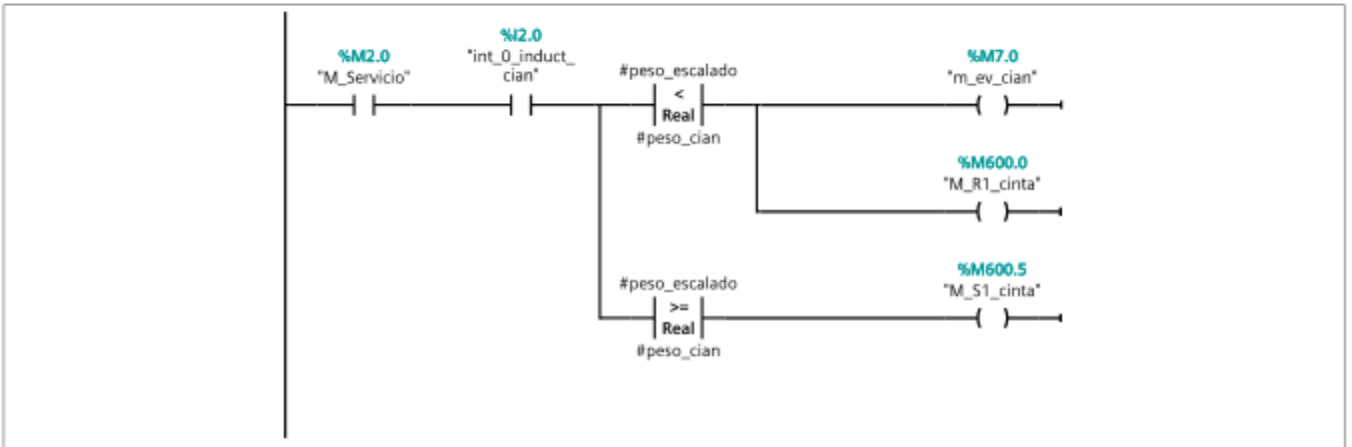 %M2.0
"M_Servicio"
%I2.0
"int_0_induct_
cian"
#peso_escalado
<
Real
#peso_cian
%M7.0
"m_ev_cian"
%M600.0
"M_R1_cinta"
#peso_escalado
>=
Real
#peso_cian
%M600.5
"M_S1_cinta"